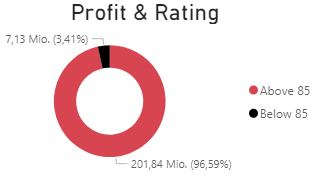 Profit & Rating
7,13 Mio. (3,41%)
Above 85
Below 85
201,84 Mio. (96,59%)